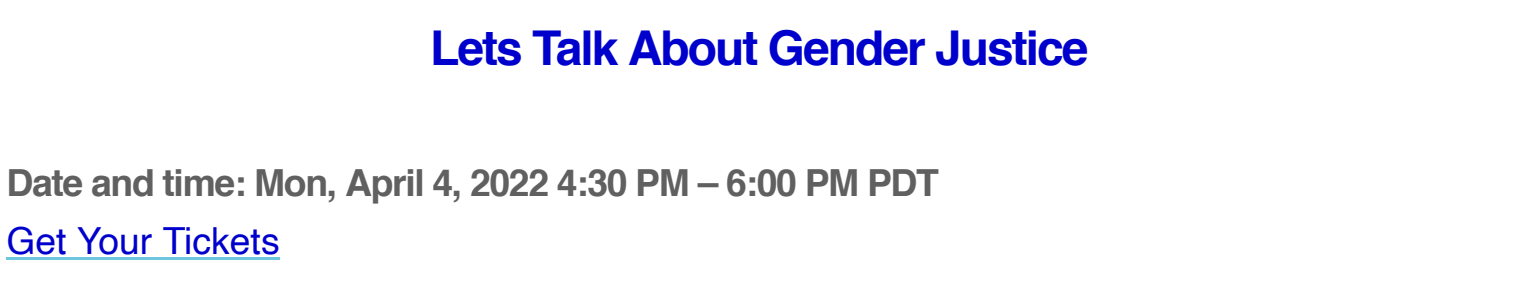 Lets Talk About Gender Justice
Date and time: Mon, April 4, 2022 4:30 PM – 6:00 PM PDT
Get Your Tickets